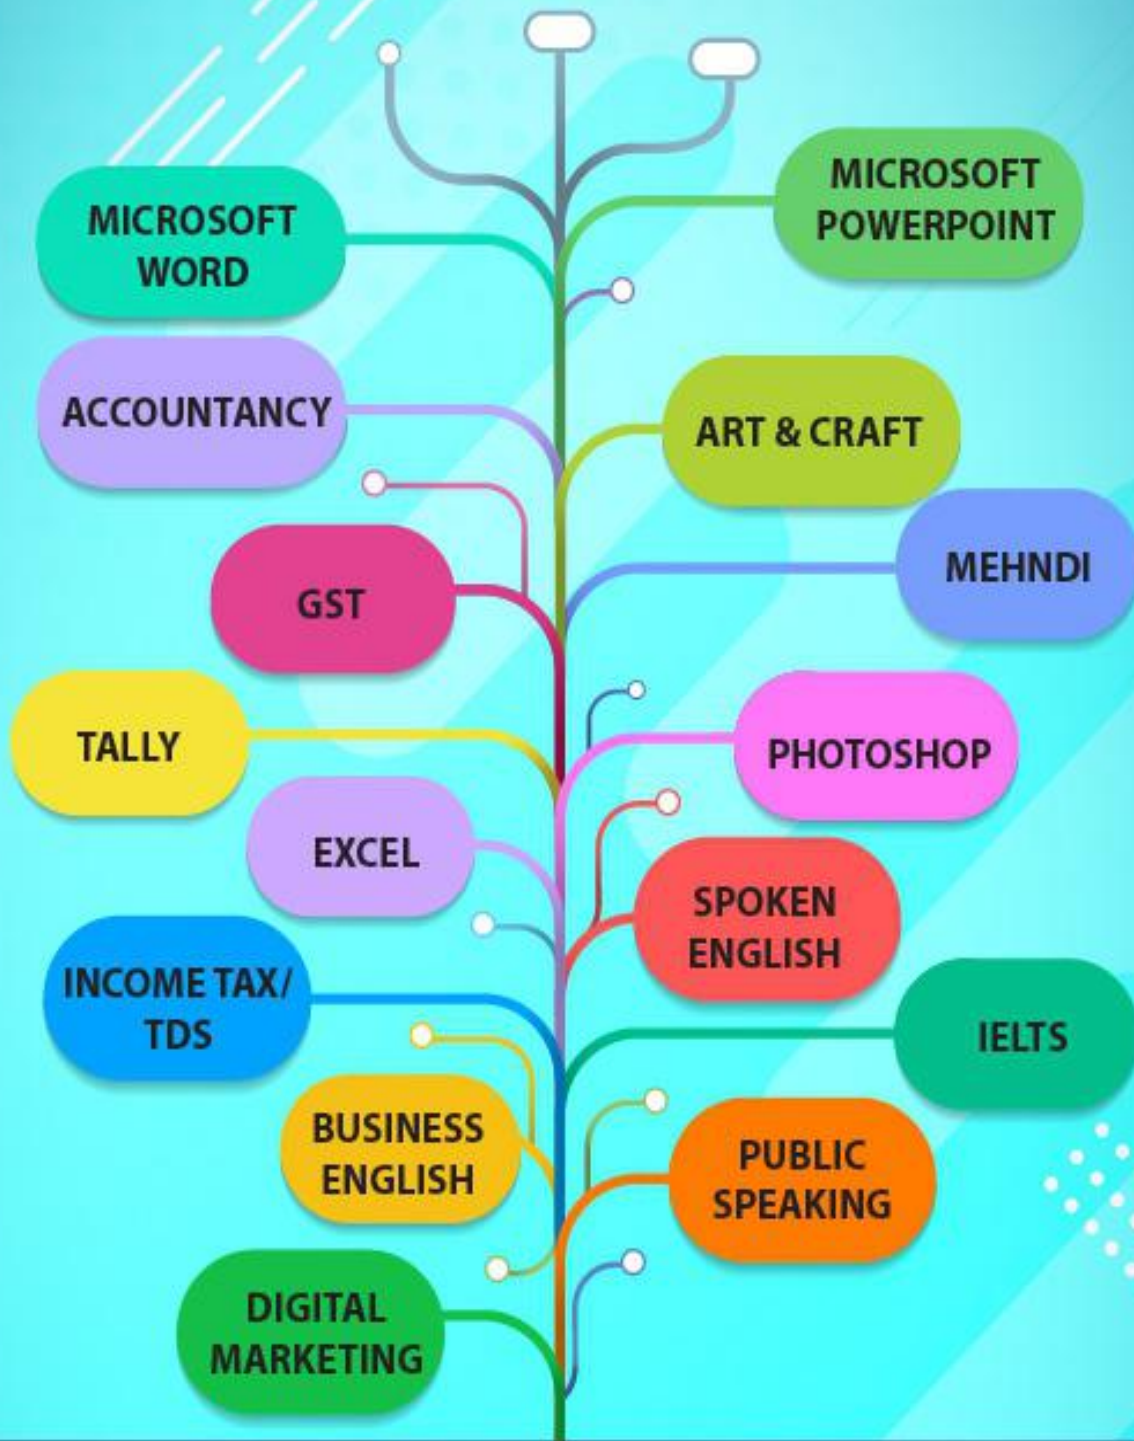 MICROSOFT
WORD
MICROSOFT
POWERPOINT
ACCOUNTANCY
ART & CRAFT
GST
MEHNDI
TALLY
PHOTOSHOP
EXCEL
SPOKEN
ENGLISH
INCOME TAX/
TDS
IELTS
BUSINESS
ENGLISH
PUBLIC
SPEAKING
DIGITAL
MARKETING